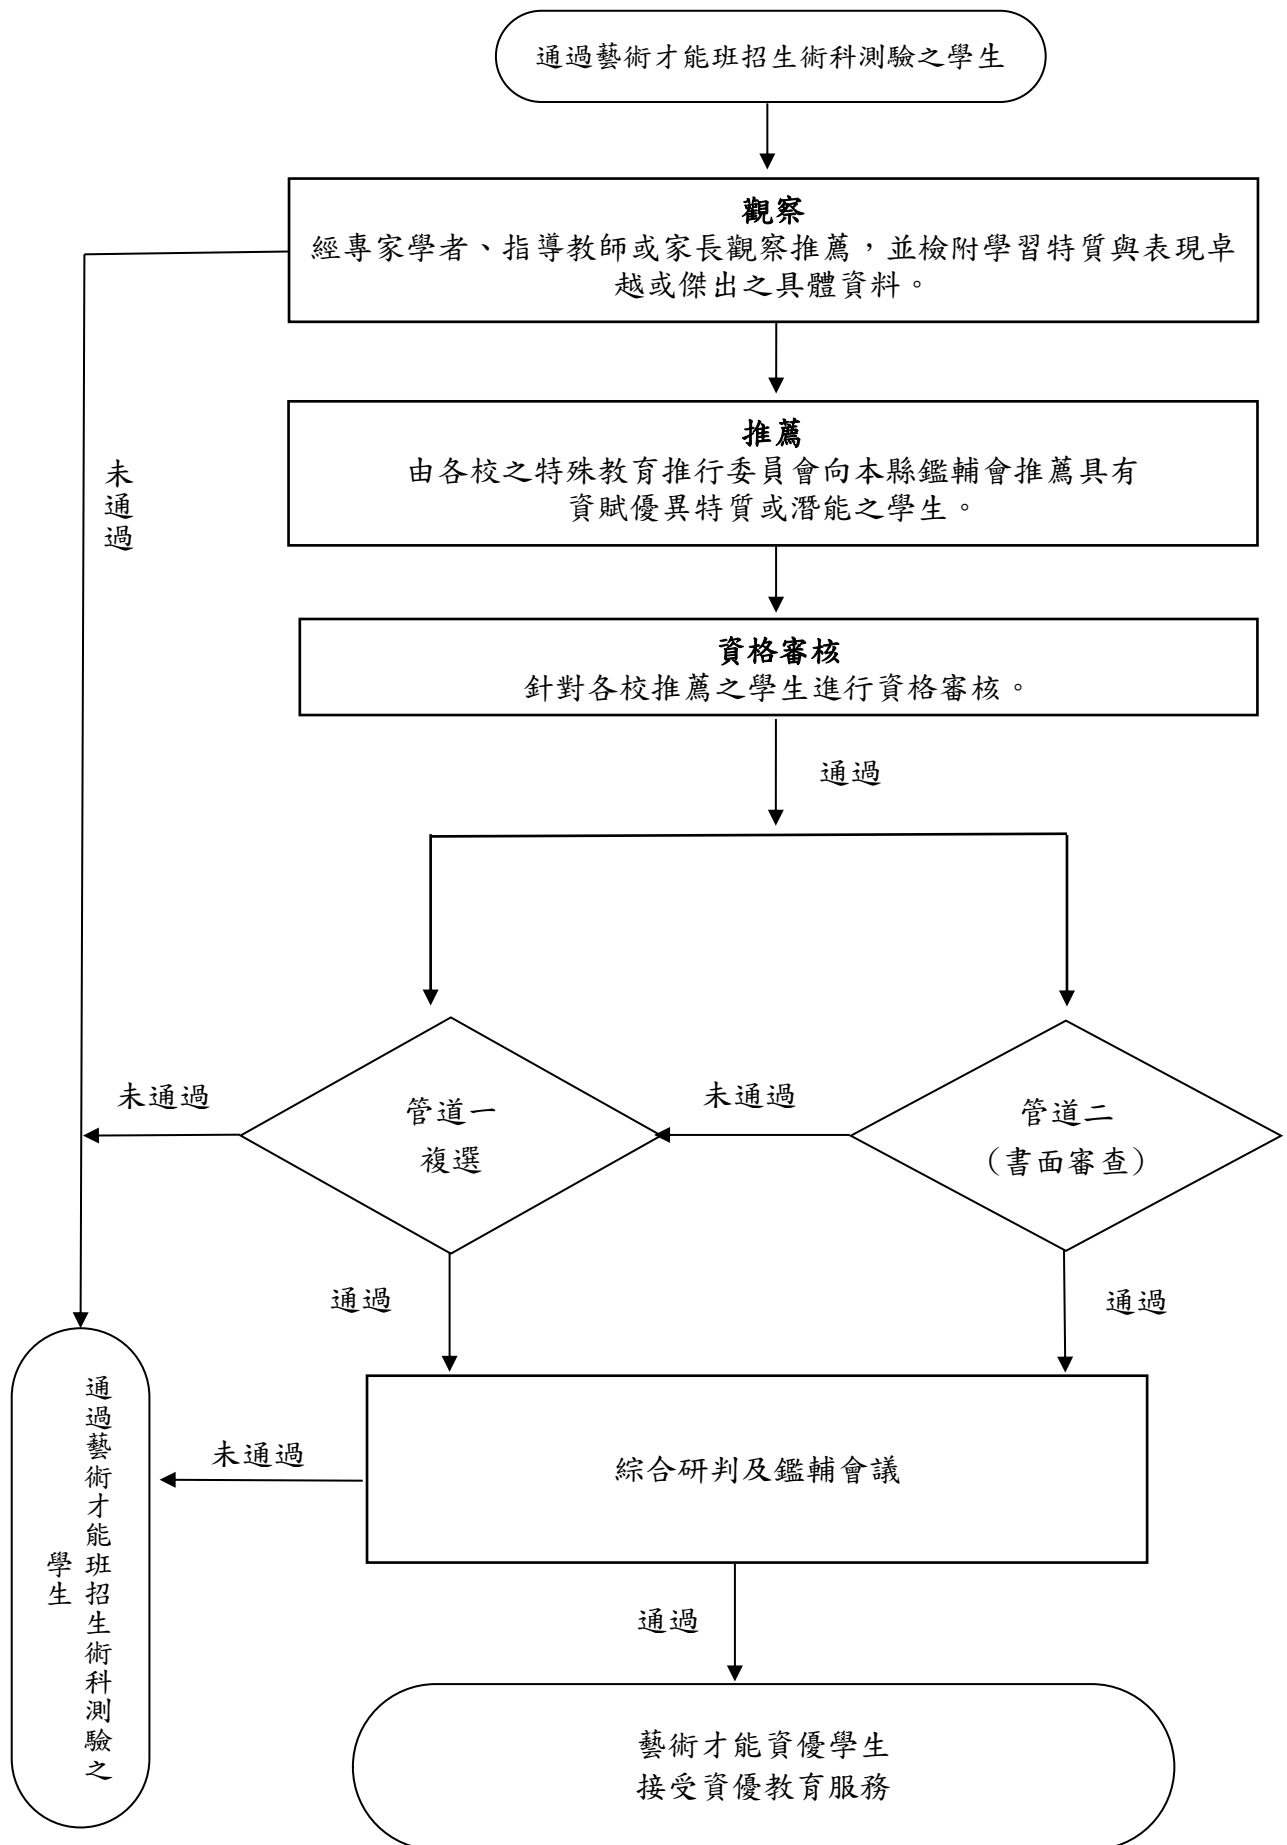 通過藝術才能班招生術科測驗之學生
觀察
經專家學者、指導教師或家長觀察推薦，並檢附學習特質與表現卓
越或傑出之具體資料。
未通過
推薦
由各校之特殊教育推行委員會向本縣鑑輔會推薦具有
資賦優異特質或潛能之學生。
資格審核
針對各校推薦之學生進行資格審核。
通過
未通過
管道一
複選
未通過
管道二
（書面審查）
通過
通過
通過藝術才能班招生術科測驗之
學生
未通過
綜合研判及鑑輔會議
通過
藝術才能資優學生
接受資優教育服務